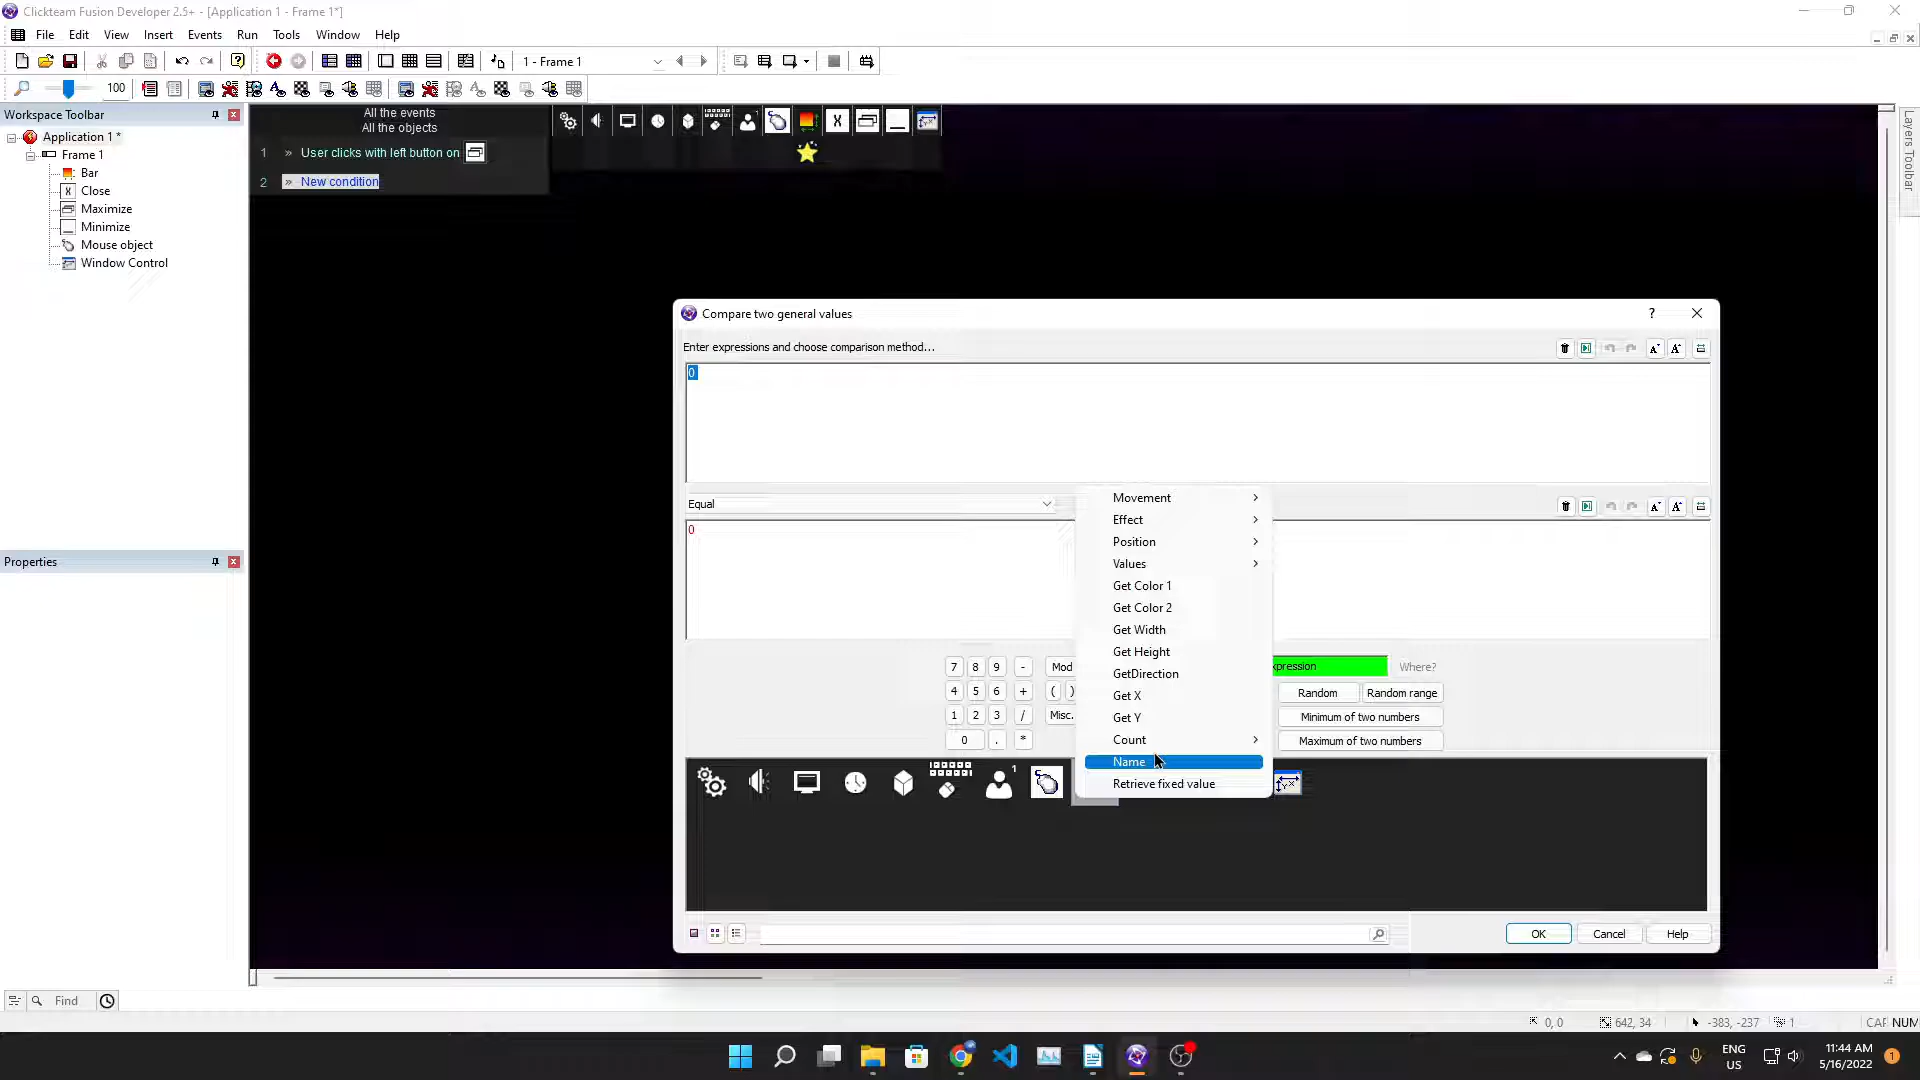 Clickteam Fusion Developer 2.5+ - [Application 1 - Frame 1*]
File Edit View Insert Events Run Tools Window Help
1 - Frame 1
100
Workspace Toolbar
Application 1 *
Frame 1
Bar
Close
Maximize
Minimize
Mouse object
Window Control
All the events
All the objects
1 » User clicks with left button on
2 » New condition
Layers Toolbar
Properties
Compare two general values
Enter expressions and choose comparison method...
0
Equal
0
Movement
Effect
Position
Values
Get Color 1
Get Color 2
Get Width
Get Height
GetDirection
Get X
Get Y
Count
Name
Retrieve fixed value
7 8 9 - Mod
4 5 6 + ( )
1 2 3 / Misc.
0 . *
xpression Where?
Random Random range
Minimum of two numbers
Maximum of two numbers
1
OK Cancel Help
Find
0, 0 642, 34 -383, -237 1 CAF NUM
ENG
US
11:44 AM
5/16/2022
1